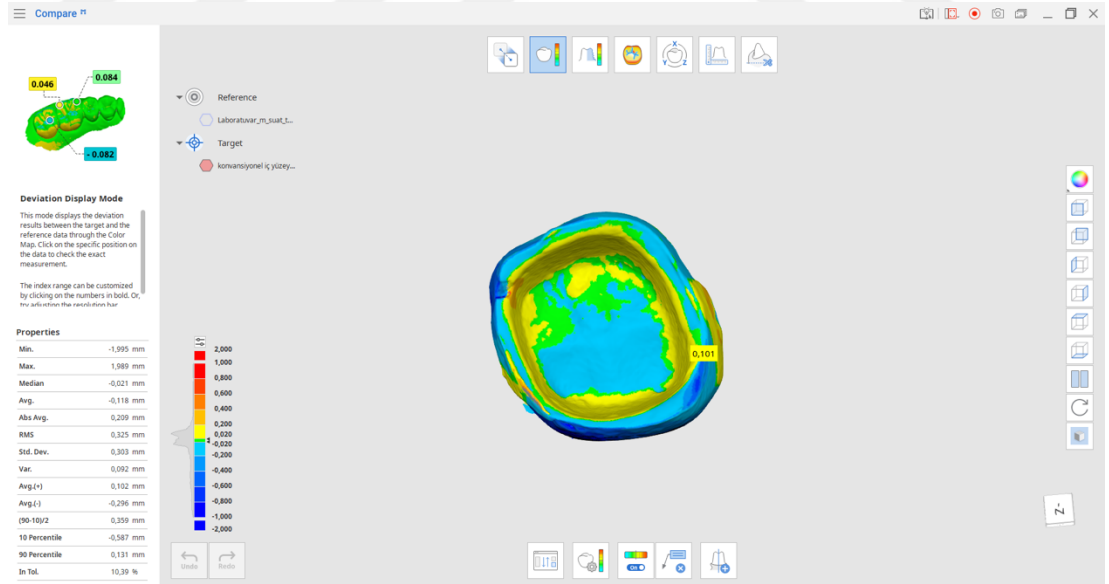 Compare
0.046
0.084
- 0.082
Deviation Display Mode
This mode displays the deviation
results between the target and the
reference data through the Color
Map. Click on the specific position on
the data to check the exact
measurement.
The index range can be customized
by clicking on the numbers in bold. Or,
try adjusting the resolution bar
Properties
Min. -1,995 mm
Max. 1,989 mm
Median -0,021 mm
Avg. -0,118 mm
Abs Avg. 0,209 mm
RMS 0,325 mm
Std. Dev. 0,303 mm
Var. 0,092 mm
Avg.(+) 0,102 mm
Avg.(-) -0,296 mm
(90-10)/2 0,359 mm
10 Percentile -0,587 mm
90 Percentile 0,131 mm
In Tol. 10,39 %
Reference
Laboratuvar_m_suat_t...
Target
konvansiyonel iç yüzey...
X
Y Z
2,000
1,000
0,800
0,600
0,400
0,200
0,020
-0,020
-0,200
-0,400
-0,600
-0,800
-1,000
-2,000
0,101
Undo Redo
ON
Z-